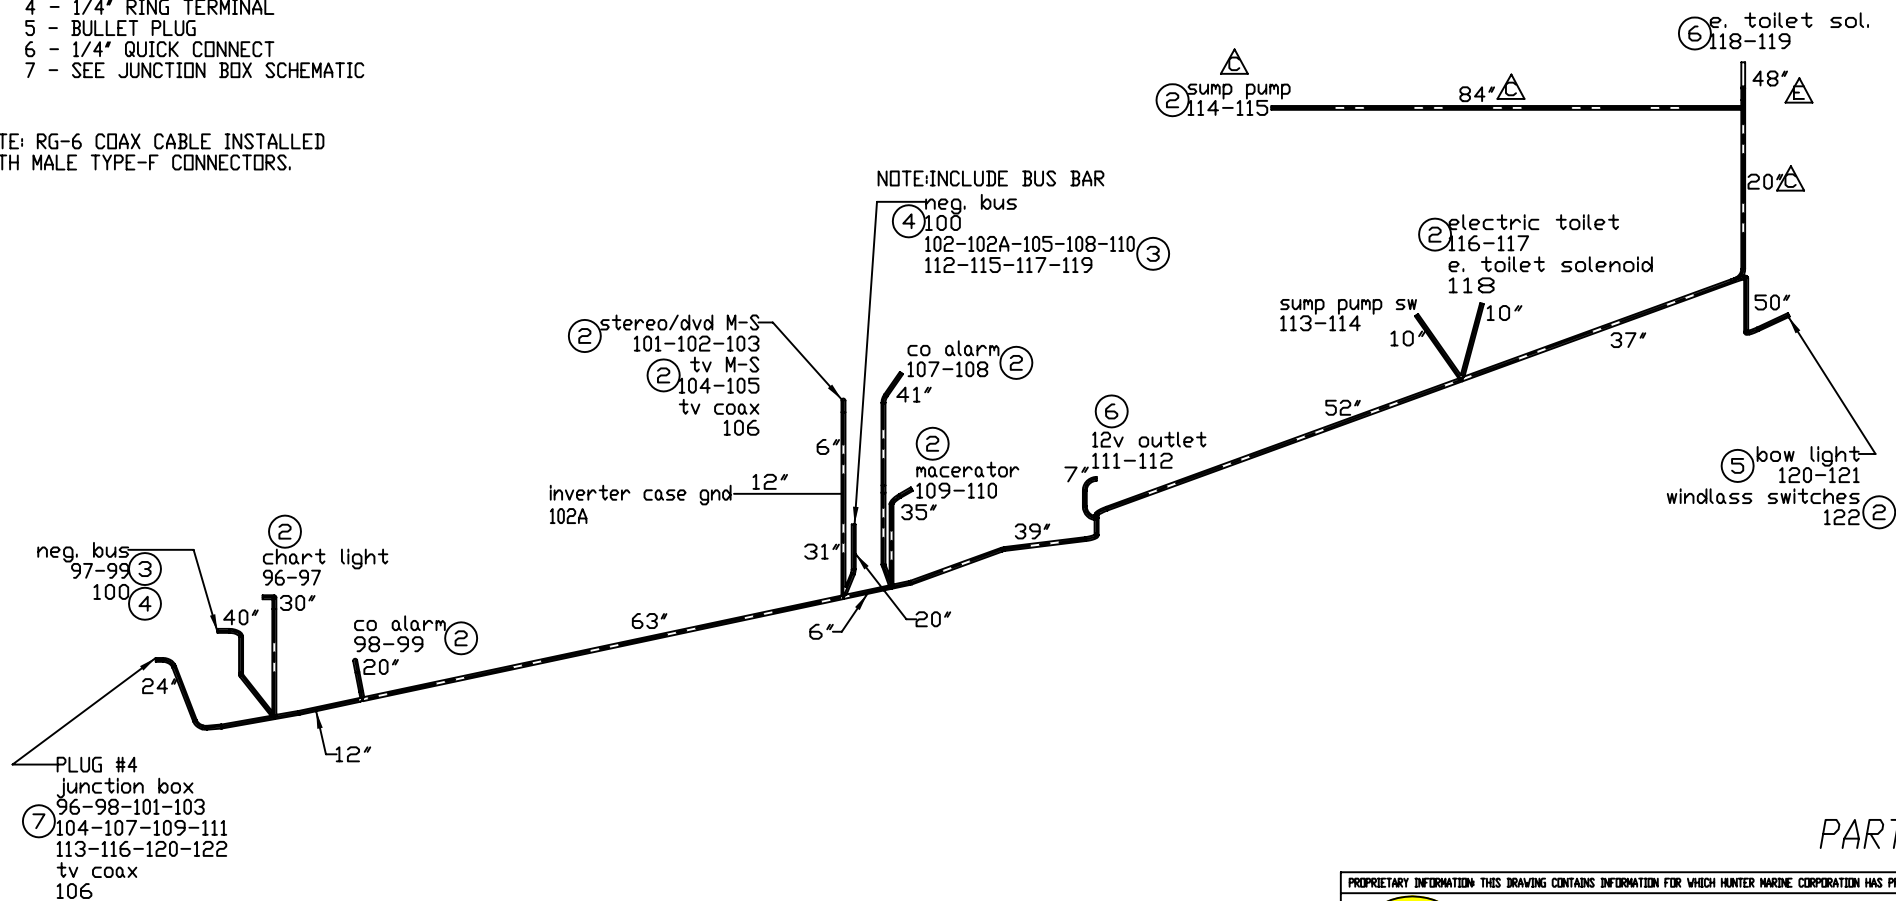 4 - 1/4" RING TERMINAL
5 - BULLET PLUG
6 - 1/4" QUICK CONNECT
7 - SEE JUNCTION BOX SCHEMATIC
TE: RG-6 COAX CABLE INSTALLED
TH MALE TYPE-F CONNECTORS.
6 e. toilet sol.
118-119
48" E
C
2 sump pump
114-115
84" C
20" C
NOTE:INCLUDE BUS BAR
neg. bus
4 100
102-102A-105-108-110 3
112-115-117-119
2 electric toilet
116-117
e. toilet solenoid
118
10"
sump pump sw
113-114
10"
37"
50"
52"
2 stereo/dvd M-S
101-102-103
2 tv M-S
104-105
tv coax
106
6"
co alarm 2
107-108
41"
2
macerator
109-110
35"
6
12v outlet
111-112
7"
39"
5 bow light
120-121
windlass switches
122 2
inverter case gnd 12"
102A
31"
6"
20"
neg. bus
97-99 3
100 4
40"
2
chart light
96-97
30"
co alarm 2
98-99
20"
63"
24"
12"
PLUG #4
junction box
7 96-98-101-103
104-107-109-111
113-116-120-122
tv coax
106
PART
PROPRIETARY INFORMATION: THIS DRAWING CONTAINS INFORMATION FOR WHICH HUNTER MARINE CORPORATION HAS